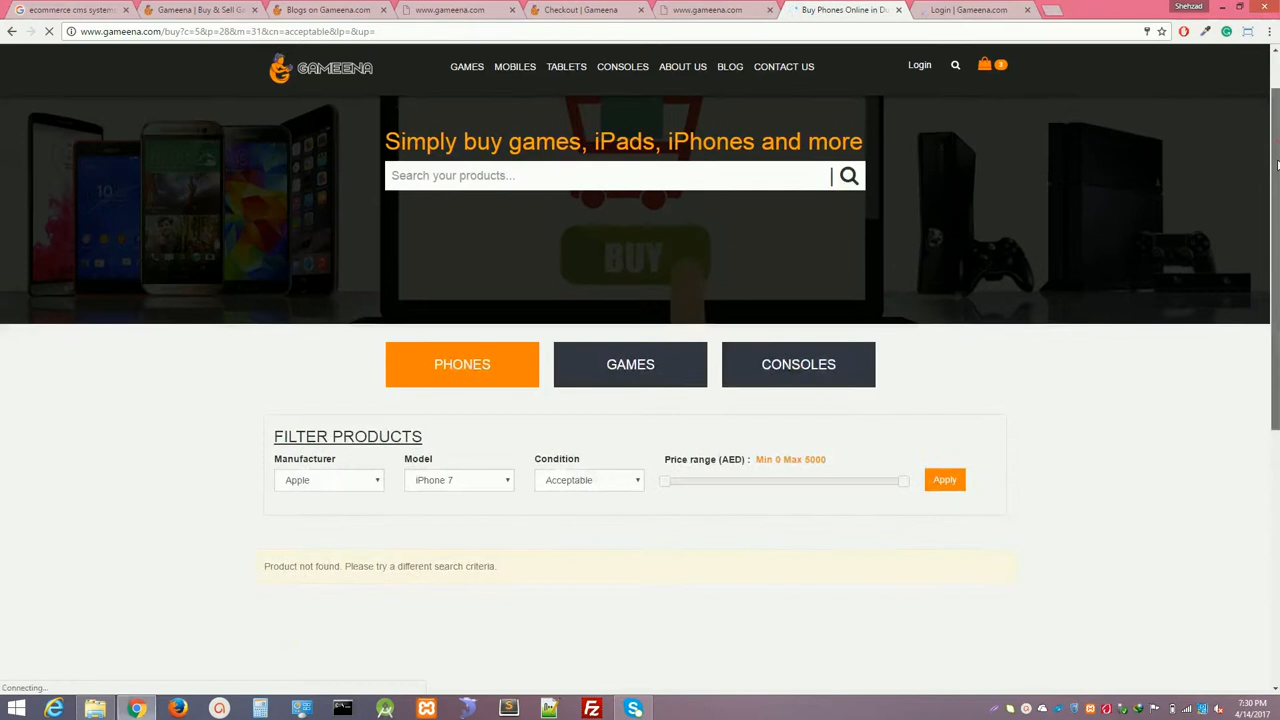 Shehzad
ecommerce cms systems
Gameena | Buy & Sell G
Blogs on Gameena.com
www.gameena.com
Checkout | Gameena
www.gameena.com
Buy Phones Online in Du
Login | Gameena.com
www.gameena.com/buy?c=5&p=28&m=31&cn=acceptable&lp=&up=
GAMEENA
GAMES MOBILES TABLETS CONSOLES ABOUT US BLOG CONTACT US
Login
3
Simply buy games, iPads, iPhones and more
Search your products...
BUY
PHONES GAMES CONSOLES
FILTER PRODUCTS
Manufacturer Model Condition Price range (AED) : Min 0 Max 5000
Apple iPhone 7 Acceptable Apply
Product not found. Please try a different search criteria.
Connecting...
7:30 PM
4/14/2017